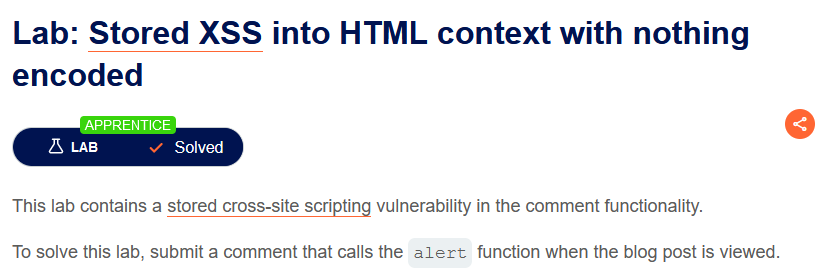 Lab: Stored XSS into HTML context with nothing
encoded
APPRENTICE
LAB Solved
This lab contains a stored cross-site scripting vulnerability in the comment functionality.
To solve this lab, submit a comment that calls the alert function when the blog post is viewed.